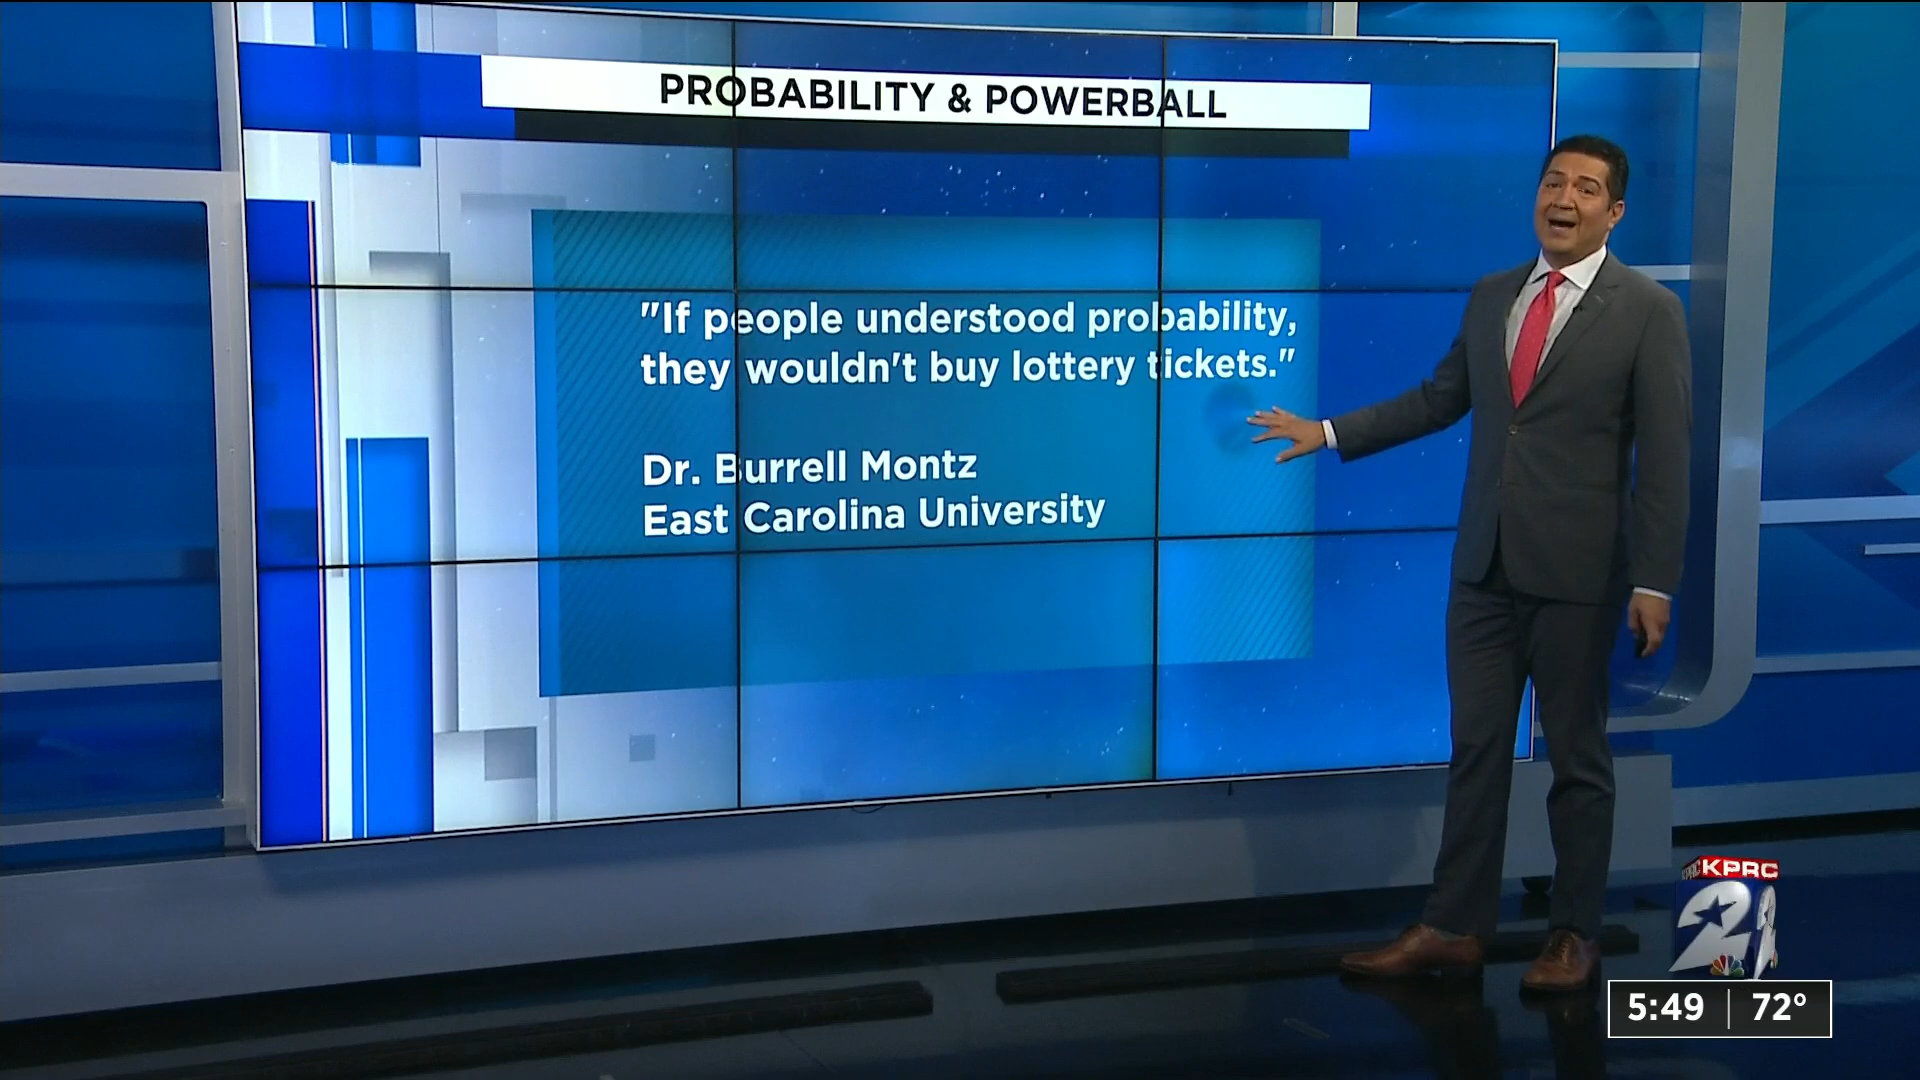 PROBABILITY & POWERBALL
"If people understood probability,
they wouldn't buy lottery tickets."
Dr. Burrell Montz
East Carolina University
KPRC
2
5:49 72°